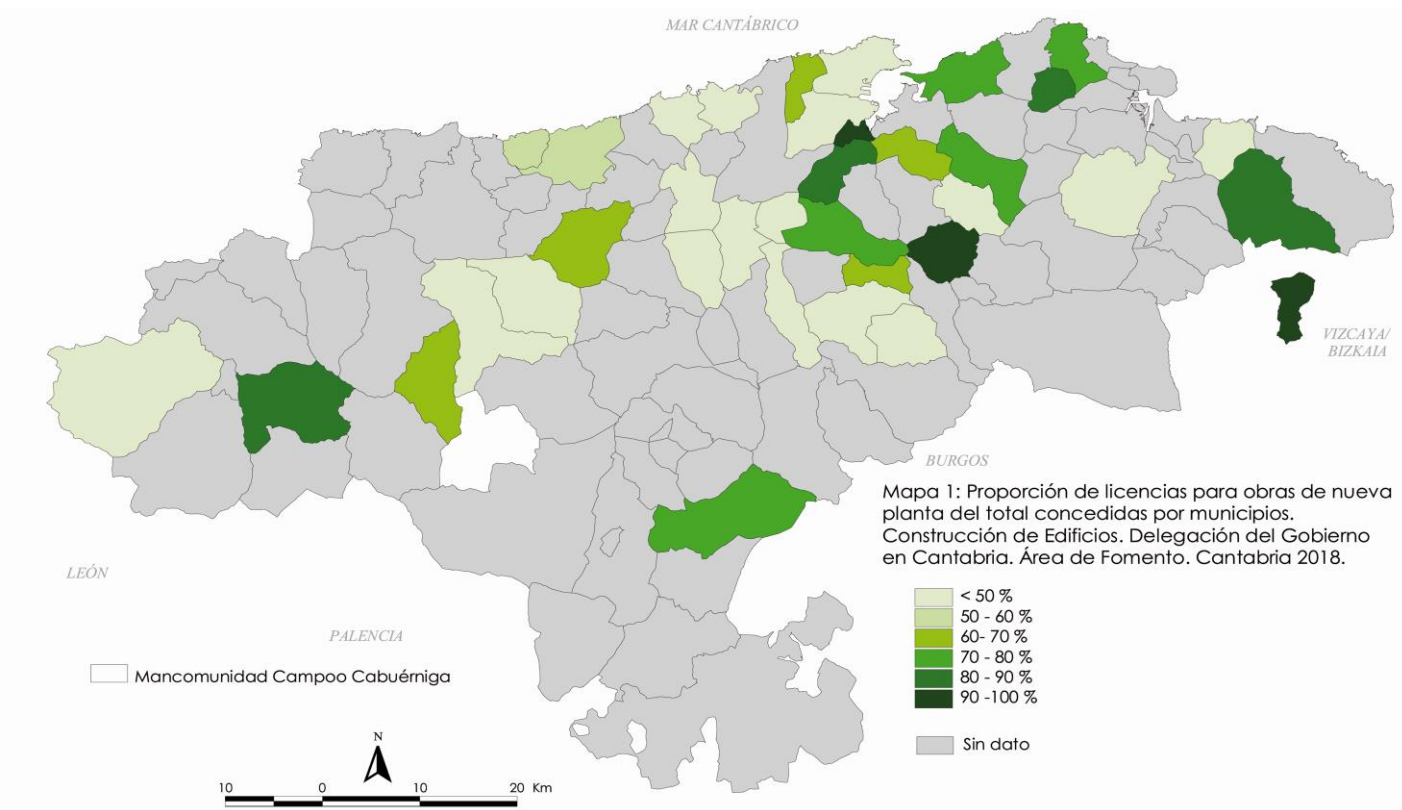 MAR CANTÁBRICO
VIZCAYA/
BIZKAIA
BURGOS
Mapa 1: Proporción de licencias para obras de nueva
planta del total concedidas por municipios.
Construcción de Edificios. Delegación del Gobierno
en Cantabria. Área de Fomento. Cantabria 2018.
LEÓN
< 50 %
50 - 60 %
60- 70 %
70 - 80 %
80 - 90 %
90 -100 %
Sin dato
PALENCIA
Mancomunidad Campoo Cabuérniga
N
10 0 10 20 Km